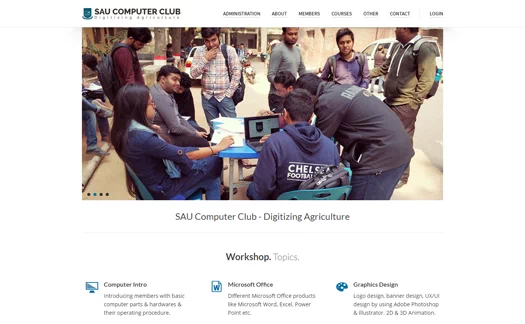 SAU COMPUTER CLUB
Digitizing Agriculture
ADMINISTRATION ABOUT MEMBERS COURSES OTHER CONTACT LOGIN
CHELSEA
FOOTBALL
SAU Computer Club - Digitizing Agriculture
Workshop. Topics.
Computer Intro
Introducing members with basic
computer parts & hardwares &
their operating procedure.
Microsoft Office
Different Microsoft Office products
like Microsoft Word, Excel, Power
Point etc.
Graphics Design
Logo design, banner design, UX/UI
design by using Adobe Photoshop
& illustrator. 2D & 3D Animation.